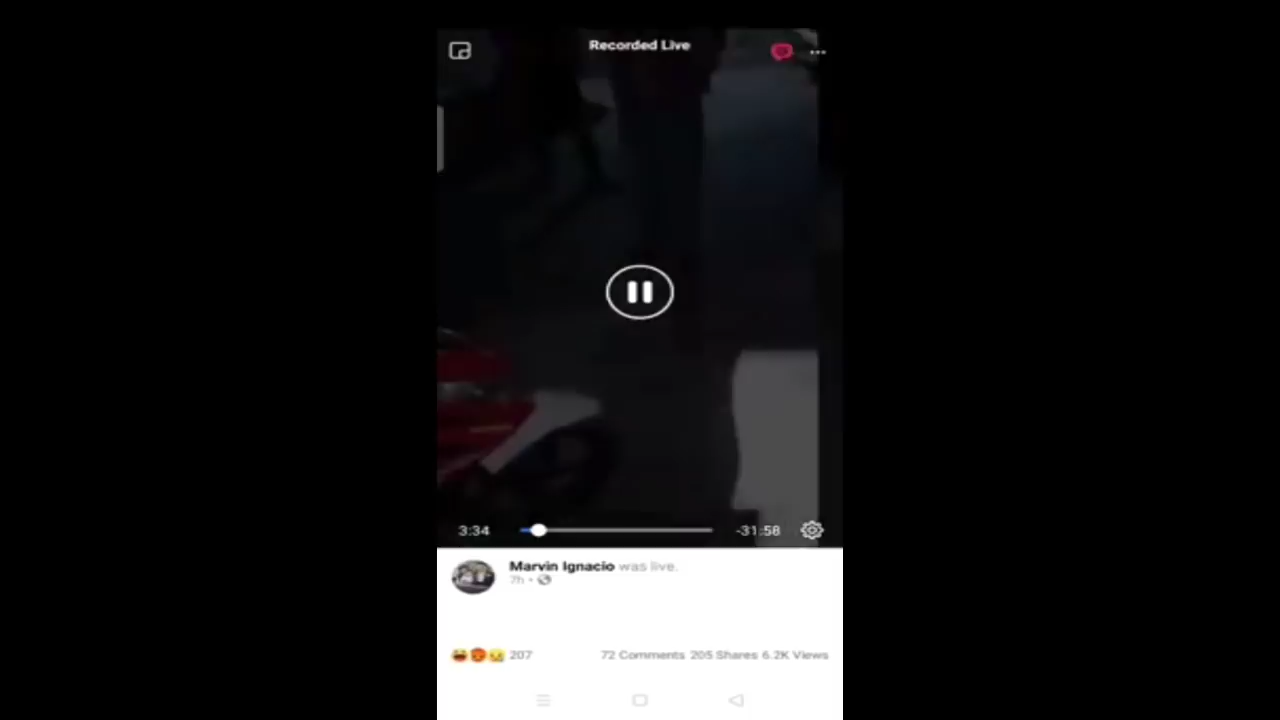 Recorded Live
3:34
-31:58
Marvin Ignacio was live.
7h •
207
72 Comments 205 Shares 6.2K Views